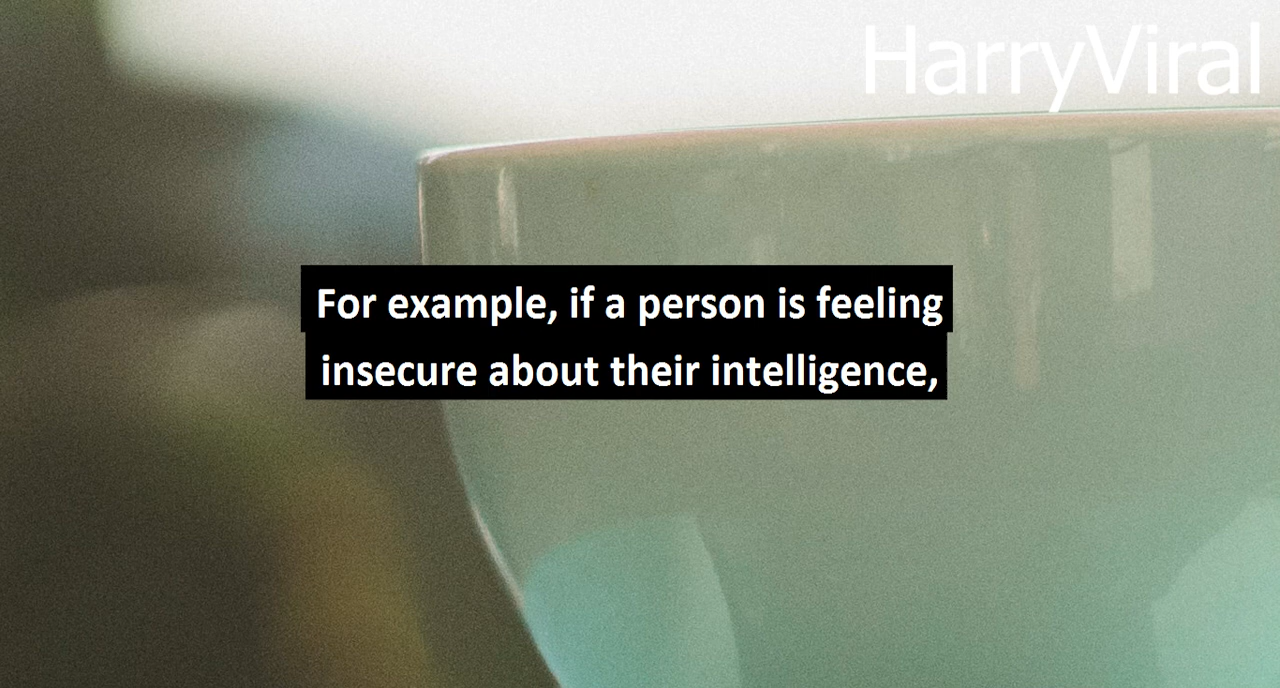 HarryViral
For example, if a person is feeling
insecure about their intelligence,